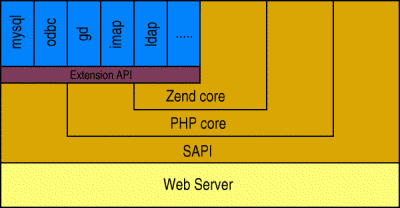 mysql
odbc
gd
imap
ldap
.....
Extension API
Zend core
PHP core
SAPI
Web Server